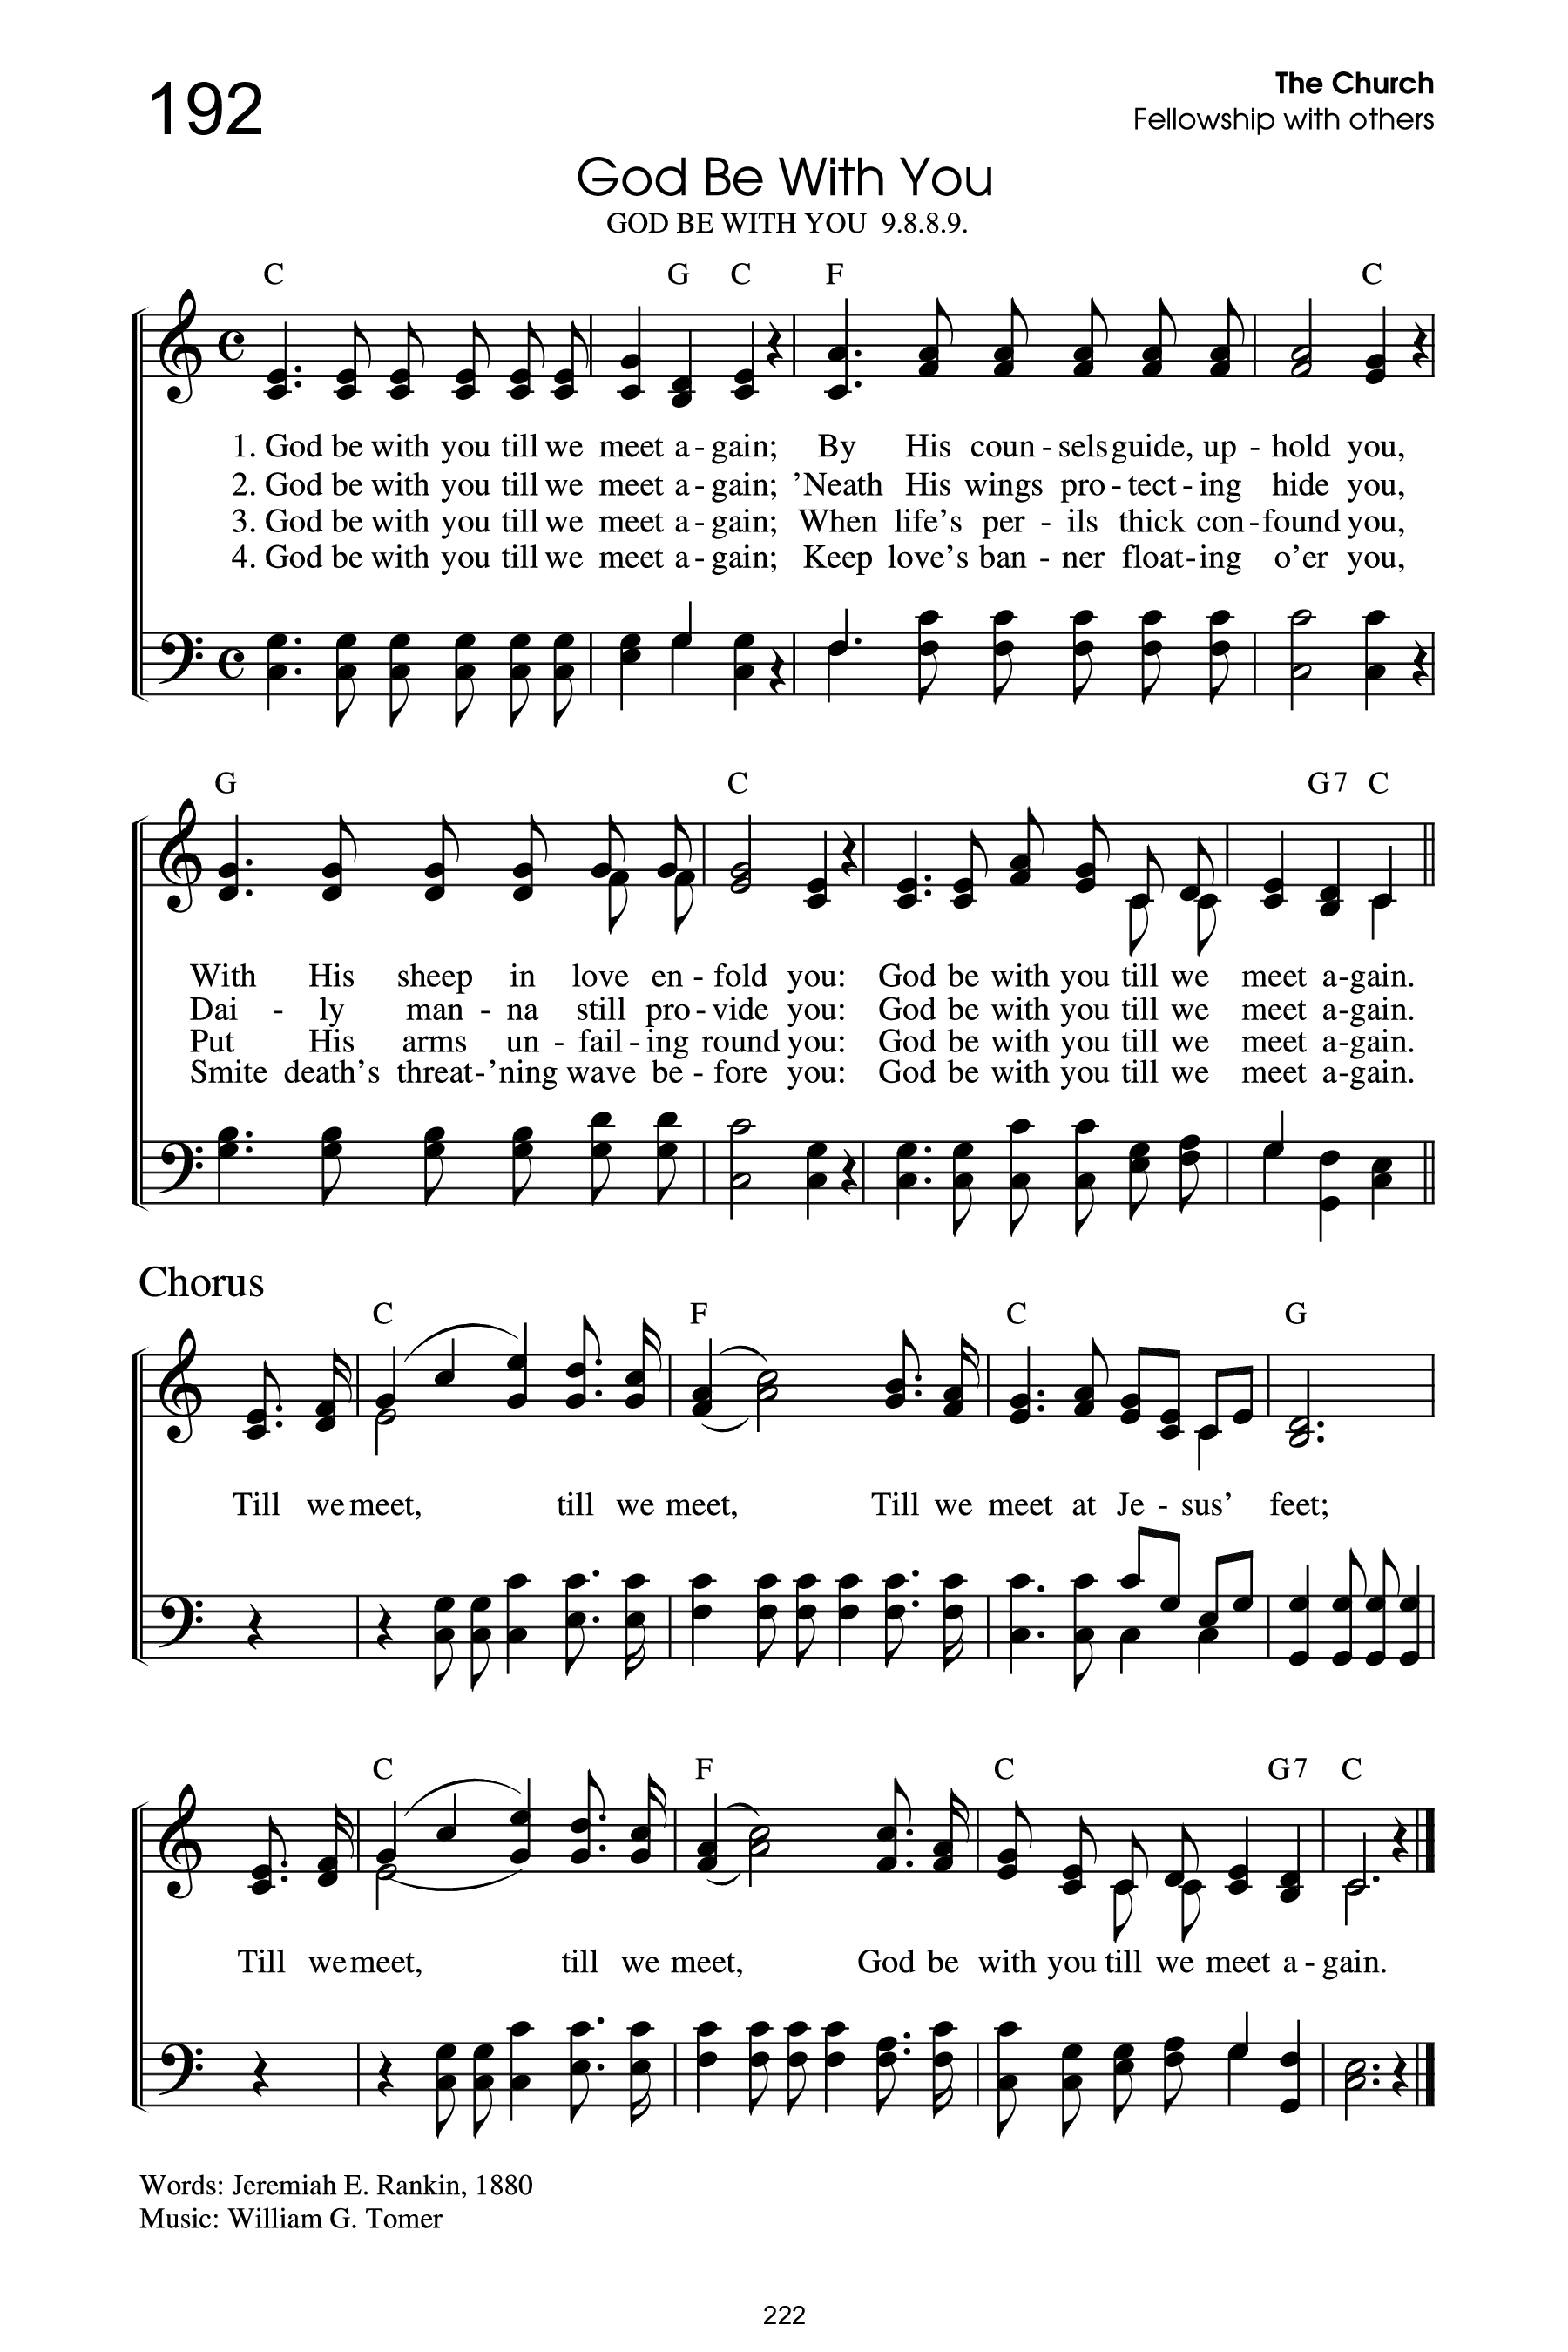 192
The Church
Fellowship with others
God Be With You
GOD BE WITH YOU 9.8.8.9.
C G C F C
1. God be with you till we meet a - gain; By His coun - sels guide, up - hold you,
2. God be with you till we meet a - gain; ’Neath His wings pro - tect - ing hide you,
3. God be with you till we meet a - gain; When life’s per - ils thick con - found you,
4. God be with you till we meet a - gain; Keep love’s ban - ner float - ing o’er you,
G C G7 C
With His sheep in love en - fold you: God be with you till we meet a - gain.
Dai - ly man - na still pro - vide you: God be with you till we meet a - gain.
Put His arms un - fail - ing round you: God be with you till we meet a - gain.
Smite death’s threat - ’ning wave be - fore you: God be with you till we meet a - gain.
Chorus
C F C G
Till we meet, till we meet, Till we meet at Je - sus’ feet;
C F C G7 C
Till we meet, till we meet, God be with you till we meet a - gain.
Words: Jeremiah E. Rankin, 1880
Music: William G. Tomer
222